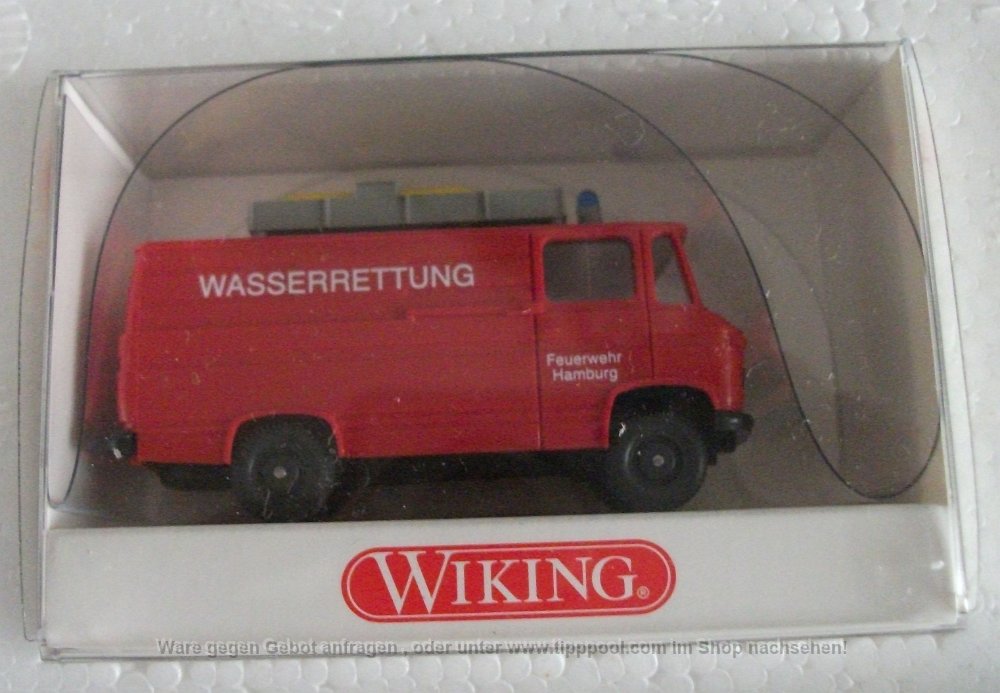 WASSERRETTUNG
Feuerwehr
Hamburg
WIKING®
Ware gegen Gebot anfragen , oder unter www.tipppool.com im Shop nachsehen!